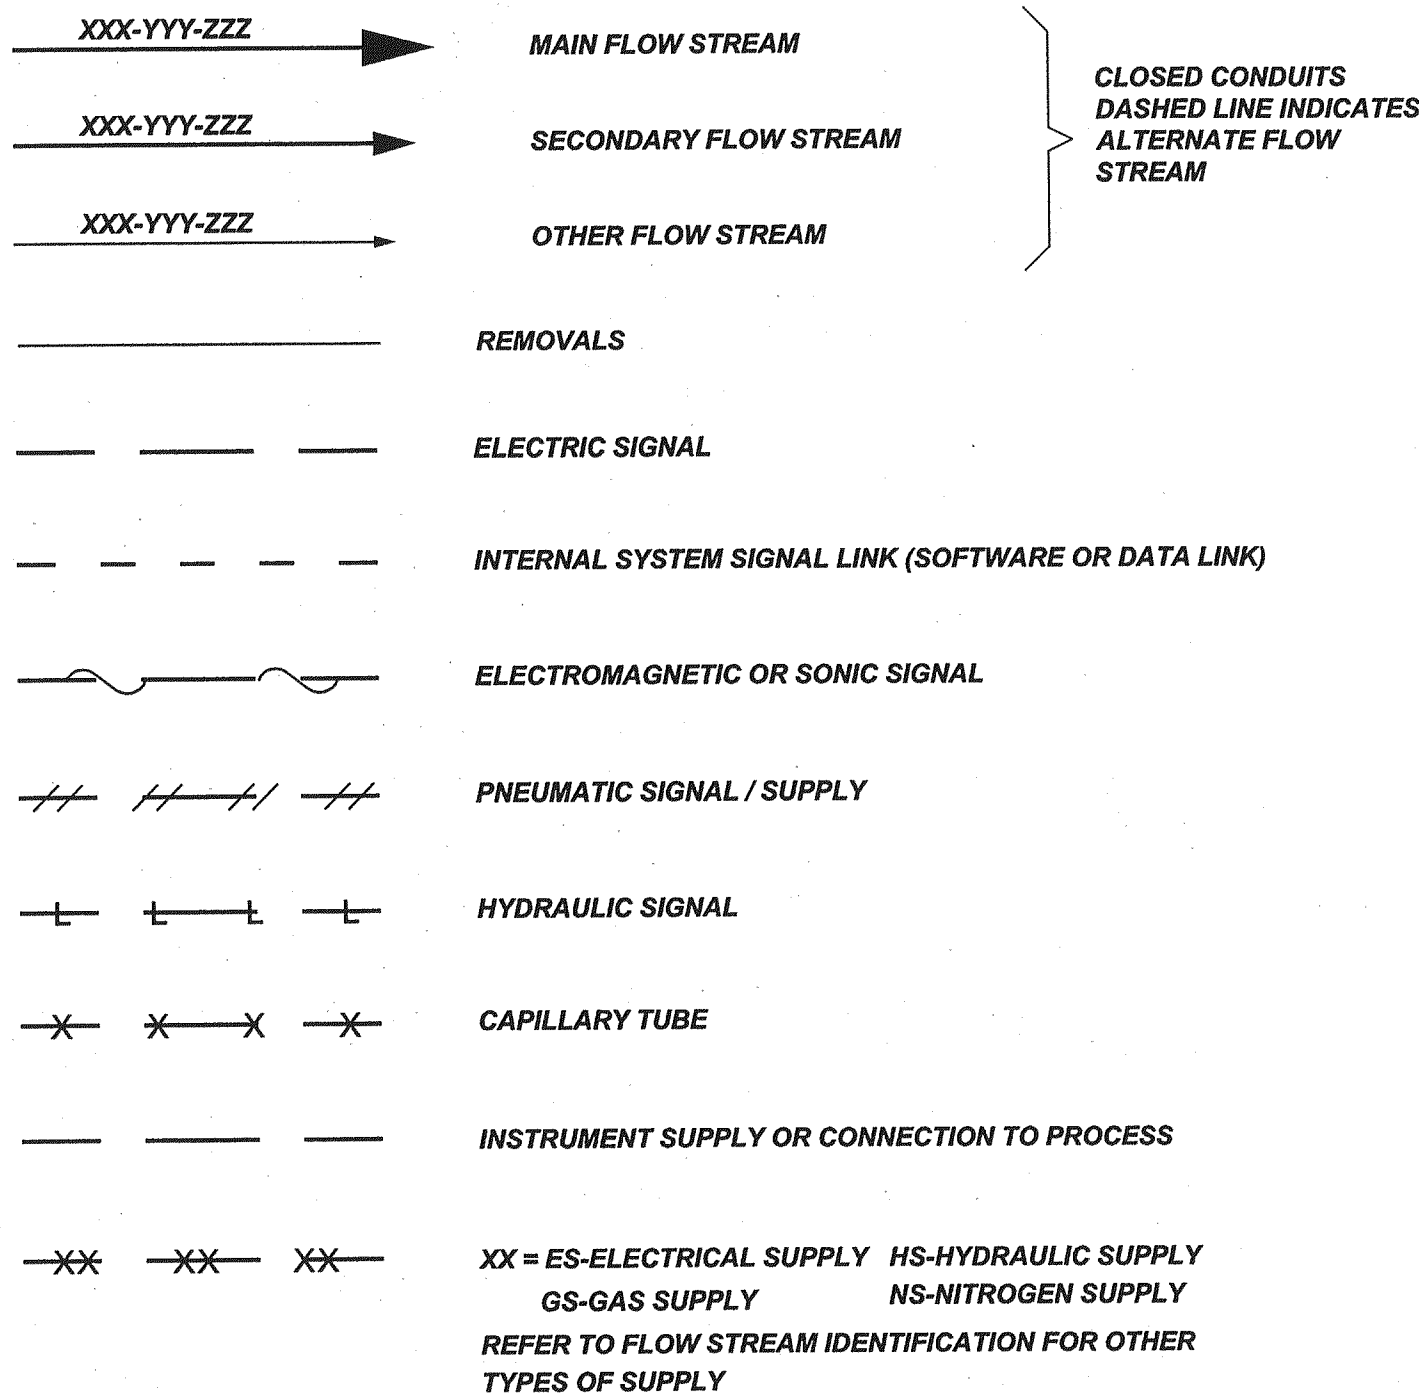 XXX-YYY-ZZZ
MAIN FLOW STREAM
XXX-YYY-ZZZ
SECONDARY FLOW STREAM
XXX-YYY-ZZZ
OTHER FLOW STREAM
CLOSED CONDUITS
DASHED LINE INDICATES
ALTERNATE FLOW
STREAM
REMOVALS
ELECTRIC SIGNAL
INTERNAL SYSTEM SIGNAL LINK (SOFTWARE OR DATA LINK)
ELECTROMAGNETIC OR SONIC SIGNAL
PNEUMATIC SIGNAL / SUPPLY
L L L L
HYDRAULIC SIGNAL
X X X X
CAPILLARY TUBE
INSTRUMENT SUPPLY OR CONNECTION TO PROCESS
XX XX XX
XX = ES-ELECTRICAL SUPPLY HS-HYDRAULIC SUPPLY
GS-GAS SUPPLY NS-NITROGEN SUPPLY
REFER TO FLOW STREAM IDENTIFICATION FOR OTHER
TYPES OF SUPPLY